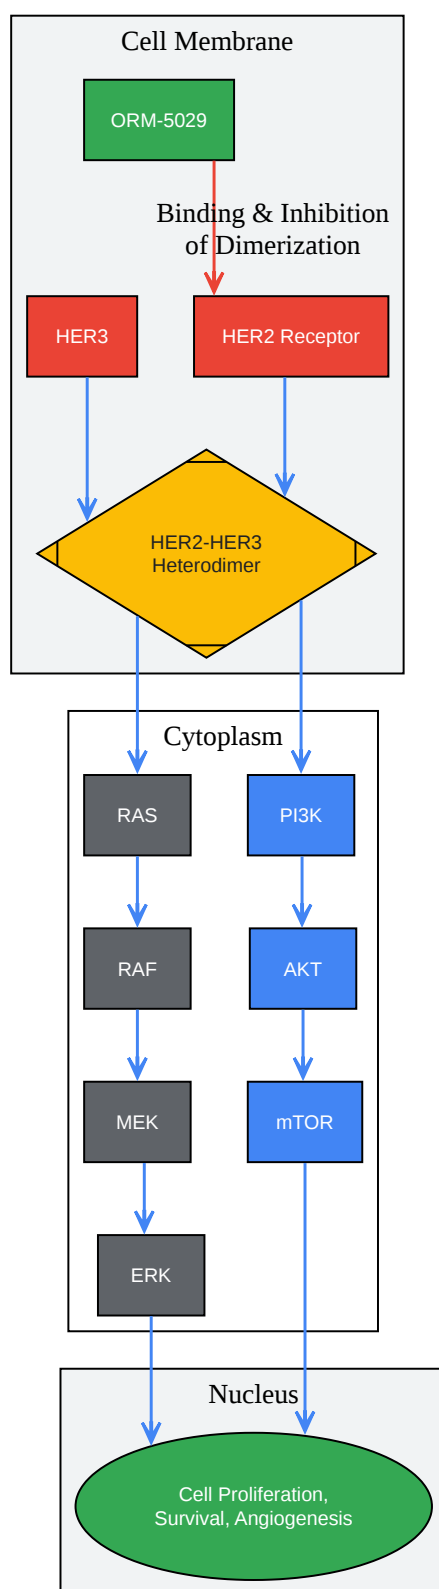 Cell Membrane
ORM-5029
Binding & Inhibition
of Dimerization
HER3
HER2 Receptor
HER2-HER3
Heterodimer
Cytoplasm
RAS
PI3K
RAF
AKT
MEK
mTOR
ERK
Nucleus
Cell Proliferation,
Survival, Angiogenesis